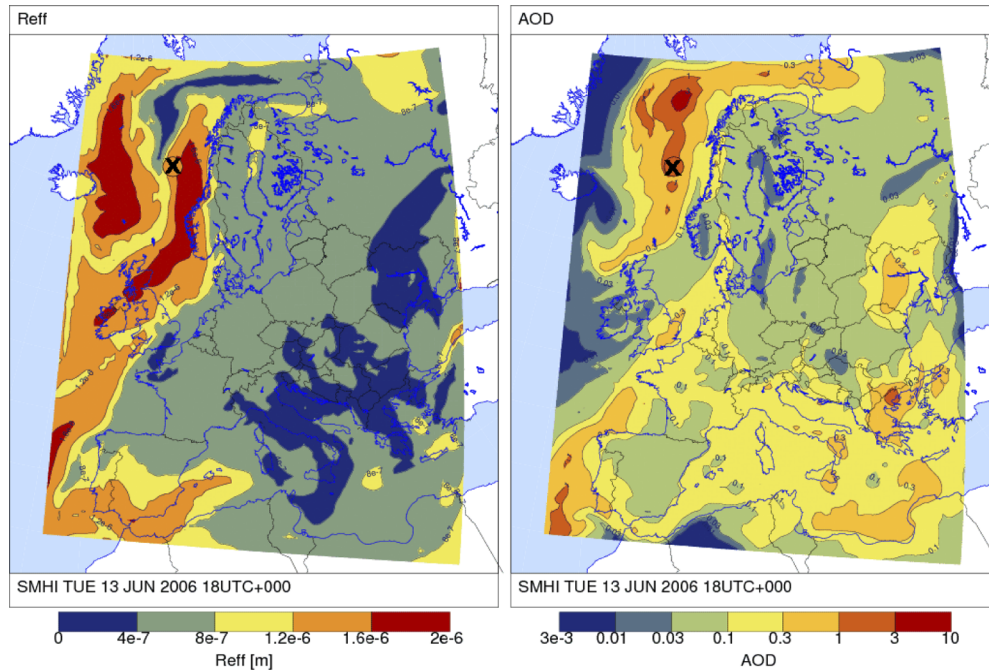 Reff
AOD
SMHI TUE 13 JUN 2006 18UTC+000
SMHI TUE 13 JUN 2006 18UTC+000
0 4e-7 8e-7 1.2e-6 1.6e-6 2e-6
Reff [m]
3e-3 0.01 0.03 0.1 0.3 1 3 10
AOD
X
X